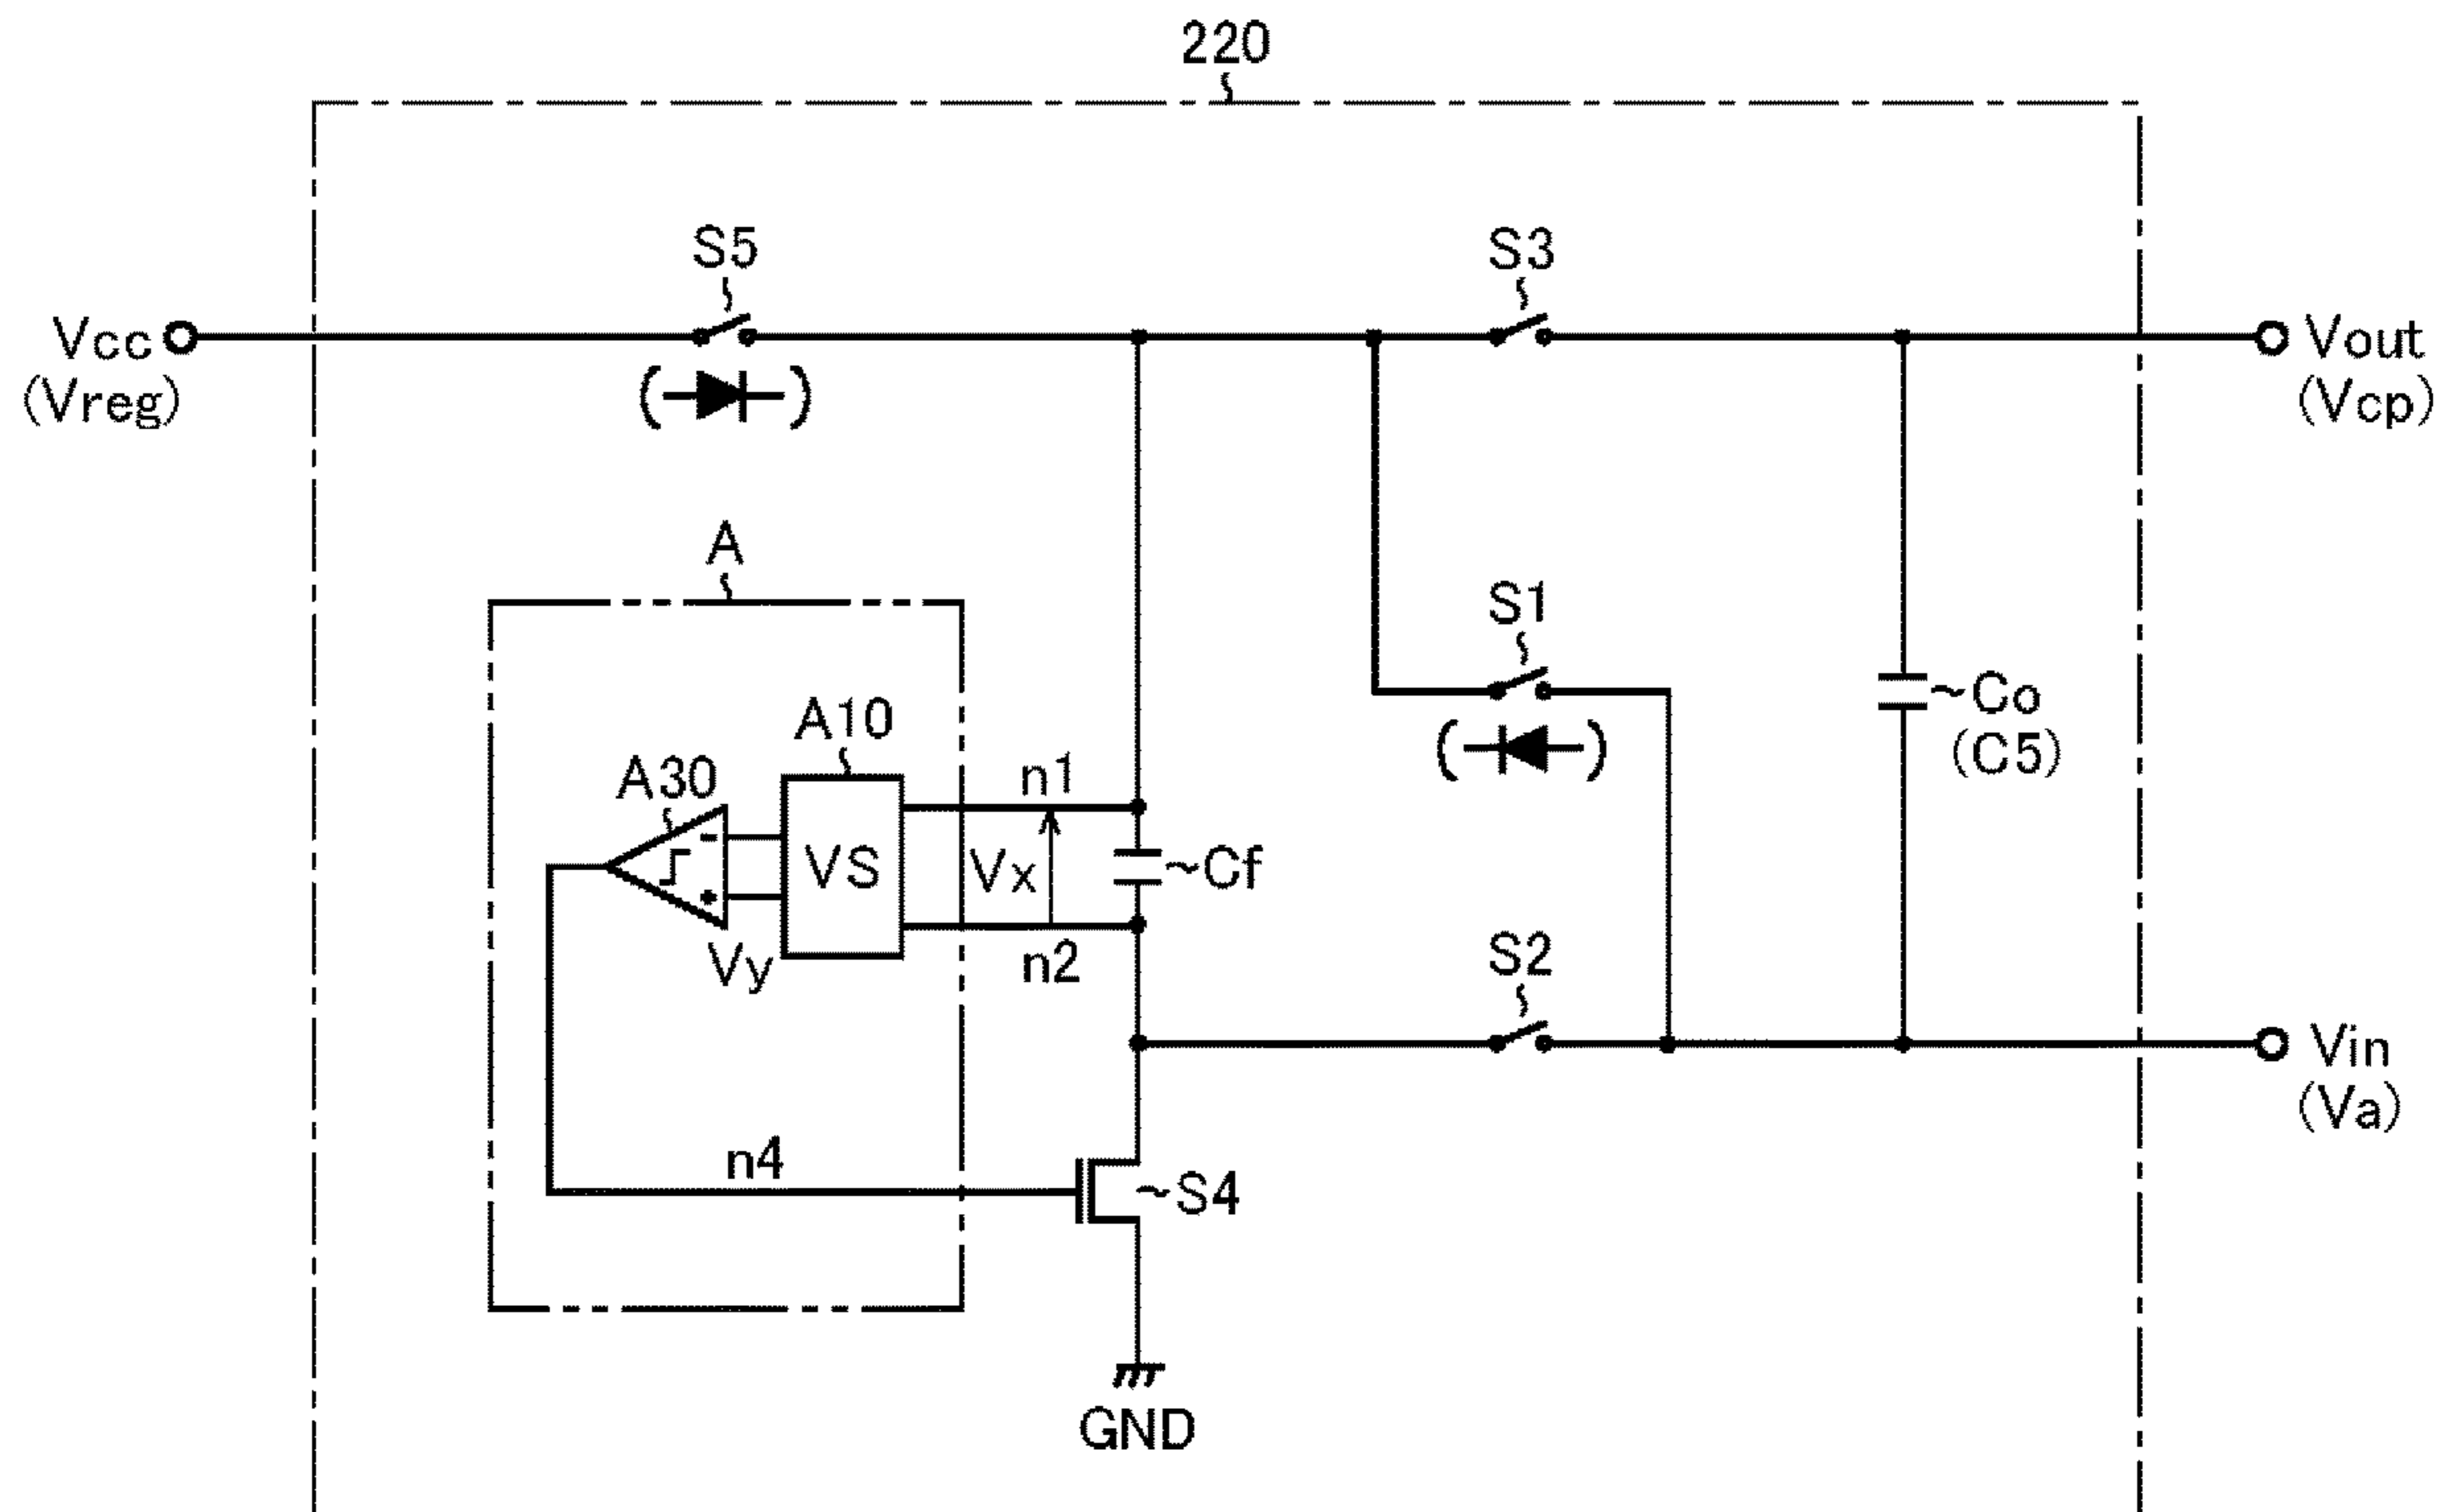 220
S5
S3
Vcc
(Vreg)
Vout
(Vcp)
A
S1
A10
A30
n1
~Co
(C5)
VS
Vx
~Cf
Vy
n2
S2
Vin
(Va)
n4
~S4
GND